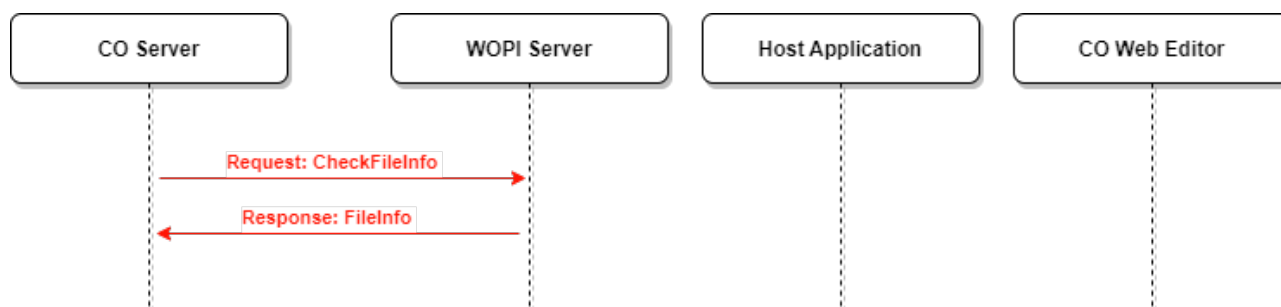 CO Server
WOPI Server
Host Application
CO Web Editor
Request: CheckFileInfo
Response: FileInfo